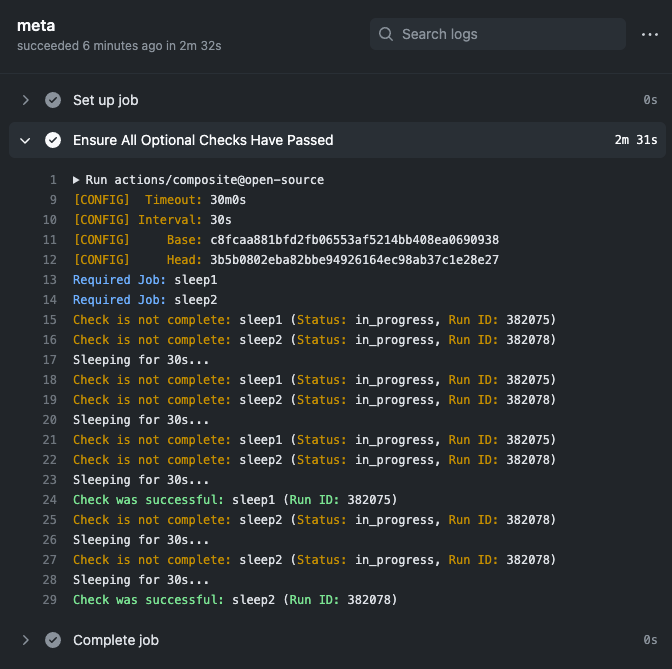 meta
succeeded 6 minutes ago in 2m 32s
Search logs
Set up job 0s
Ensure All Optional Checks Have Passed 2m 31s
1 Run actions/composite@open-source
9 [CONFIG] Timeout: 30m0s
10 [CONFIG] Interval: 30s
11 [CONFIG] Base: c8fcaa881bfd2fb06553af5214bb408ea0690938
12 [CONFIG] Head: 3b5b0802eba82bbe94926164ec98ab37c1e28e27
13 Required Job: sleep1
14 Required Job: sleep2
15 Check is not complete: sleep1 (Status: in_progress, Run ID: 382075)
16 Check is not complete: sleep2 (Status: in_progress, Run ID: 382078)
17 Sleeping for 30s...
18 Check is not complete: sleep1 (Status: in_progress, Run ID: 382075)
19 Check is not complete: sleep2 (Status: in_progress, Run ID: 382078)
20 Sleeping for 30s...
21 Check is not complete: sleep1 (Status: in_progress, Run ID: 382075)
22 Check is not complete: sleep2 (Status: in_progress, Run ID: 382078)
23 Sleeping for 30s...
24 Check was successful: sleep1 (Run ID: 382075)
25 Check is not complete: sleep2 (Status: in_progress, Run ID: 382078)
26 Sleeping for 30s...
27 Check is not complete: sleep2 (Status: in_progress, Run ID: 382078)
28 Sleeping for 30s...
29 Check was successful: sleep2 (Run ID: 382078)
Complete job 0s